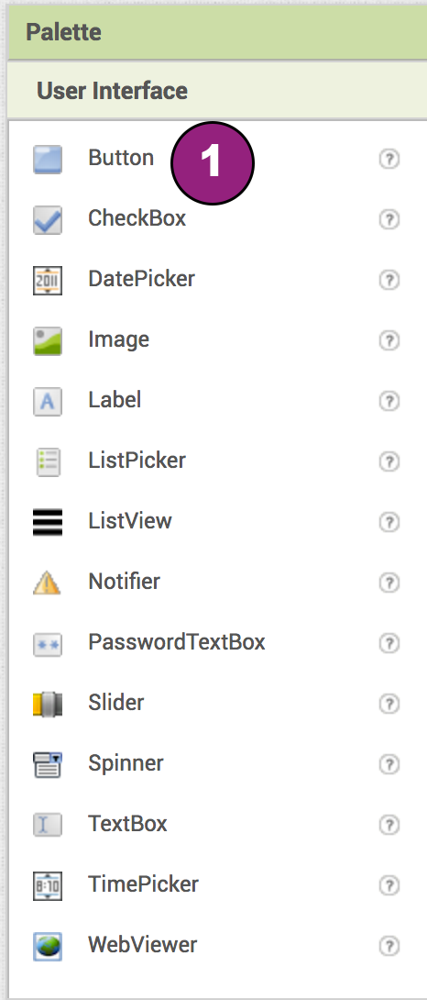 Palette
User Interface
Button 1 ?
CheckBox ?
2011 DatePicker ?
Image ?
A Label ?
ListPicker ?
ListView ?
Notifier ?
** PasswordTextBox ?
Slider ?
Spinner ?
TextBox ?
8:10 TimePicker ?
WebViewer ?